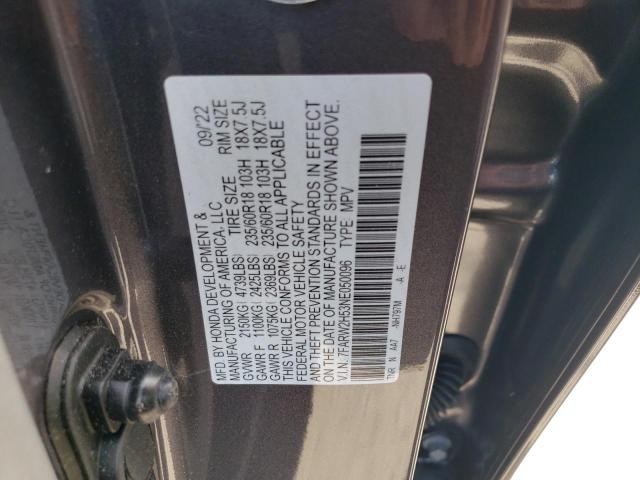 MFD. BY HONDA DEVELOPMENT & 09/22
MANUFACTURING OF AMERICA, LLC
TIRE SIZE RIM SIZE
GVWR 2150KG( 4739LBS)
GAWR F 1100KG( 2425LBS) 235/60R18 103H 18X7.5J
GAWR R 1075KG( 2369LBS) 235/60R18 103H 18X7.5J
THIS VEHICLE CONFORMS TO ALL APPLICABLE
FEDERAL MOTOR VEHICLE SAFETY
AND THEFT PREVENTION STANDARDS IN EFFECT
ON THE DATE OF MANUFACTURE SHOWN ABOVE.
V.I.N.:7FARW2H53NE050096 TYPE: MPV
TNR N AA7 -NH797M -A -E